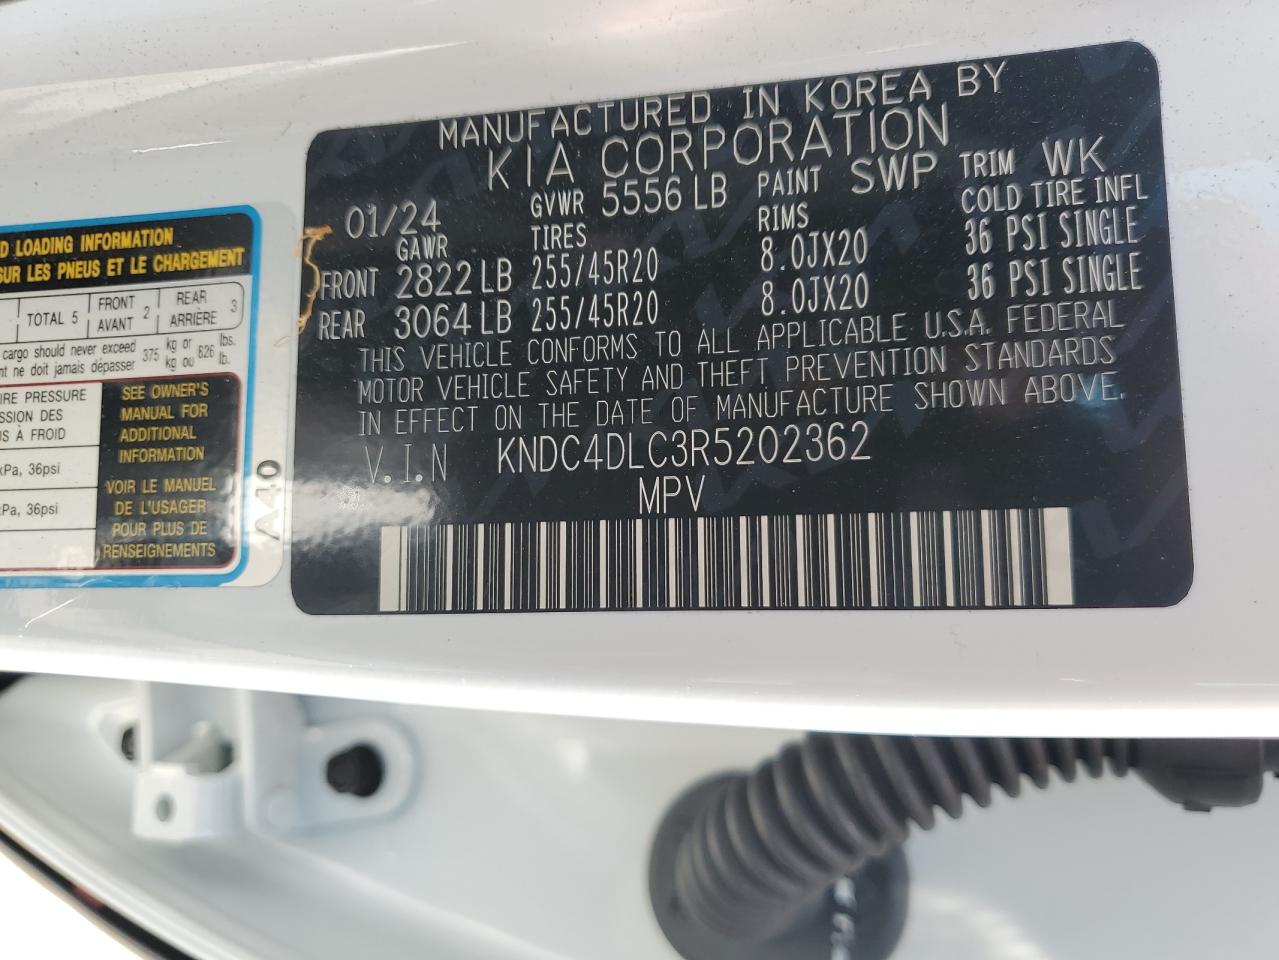 MANUFACTURED IN KOREA BY
KIA CORPORATION
01/24 GVWR 5556 LB PAINT SWP TRIM WK
GAWR TIRES RIMS COLD TIRE INFL
FRONT 2822 LB 255/45R20 8.0JX20 36 PSI SINGLE
REAR 3064 LB 255/45R20 8.0JX20 36 PSI SINGLE
THIS VEHICLE CONFORMS TO ALL APPLICABLE U.S.A. FEDERAL
MOTOR VEHICLE SAFETY AND THEFT PREVENTION STANDARDS
IN EFFECT ON THE DATE OF MANUFACTURE SHOWN ABOVE.
V.I.N KNDC4DLC3R5202362
MPV
D LOADING INFORMATION
SUR LES PNEUS ET LE CHARGEMENT
TOTAL 5 FRONT AVANT 2 REAR ARRIÈRE 3
cargo should never exceed 375 kg or 826 lbs.
nt ne doit jamais dépasser kg ou lb.
IRE PRESSURE
SSION DES
S À FROID
kPa, 36psi
kPa, 36psi
SEE OWNER'S
MANUAL FOR
ADDITIONAL
INFORMATION
VOIR LE MANUEL
DE L'USAGER
POUR PLUS DE
RENSEIGNEMENTS
A40